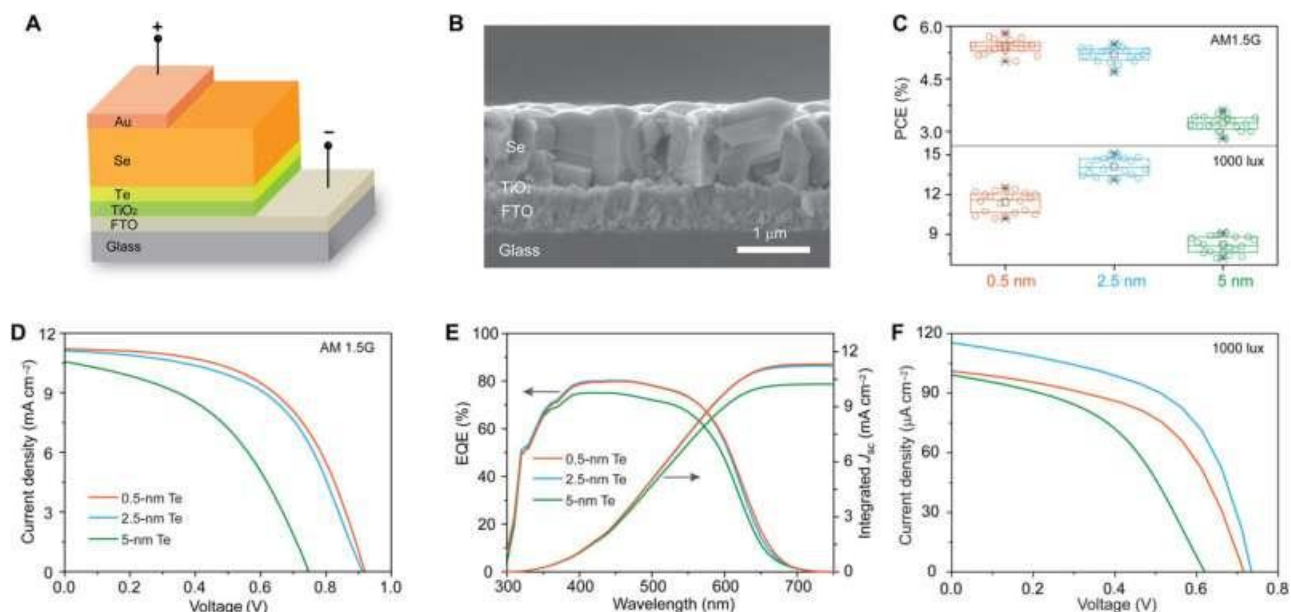 A
+
−
Au
Se
Te
TiO₂
FTO
Glass
B
Se
TiO₂
FTO
Glass
1 μm
C
PCE (%)
6.0
4.5
3.0
15
12
9
AM1.5G
1000 lux
0.5 nm
2.5 nm
5 nm
D
Current density (mA cm⁻²)
12
9
6
3
0
AM 1.5G
0.5-nm Te
2.5-nm Te
5-nm Te
0.0 0.2 0.4 0.6 0.8 1.0
Voltage (V)
E
EQE (%)
100
80
60
40
20
0
0.5-nm Te
2.5-nm Te
5-nm Te
12
9
6
3
0
Integrated Jsc (mA cm⁻²)
300 400 500 600 700
Wavelength (nm)
F
Current density (μA cm⁻²)
120
90
60
30
0
1000 lux
0.0 0.2 0.4 0.6 0.8
Voltage (V)